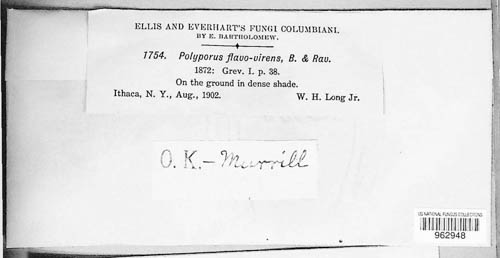 ELLIS AND EVERHART'S FUNGI COLUMBIANI.
BY E. BARTHOLOMEW.
1754. Polyporus flavo-virens, B. & Rav.
1872: Grev. I. p. 38.
On the ground in dense shade.
Ithaca, N. Y., Aug., 1902. W. H. Long Jr.
O. K. - Murrill
US NATIONAL FUNGUS COLLECTIONS
962948